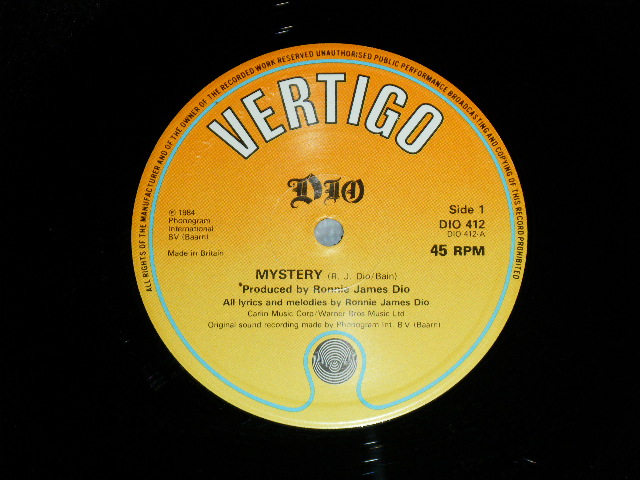 ALL RIGHTS OF THE MANUFACTURER AND OF THE OWNER OF THE RECORDED WORK RESERVED UNAUTHORISED PUBLIC PERFORMANCE BROADCASTING AND COPYING OF THIS RECORD PROHIBITED
VERTIGO
DIO
℗ 1984
Phonogram
International
B.V. (Baarn)
Made in Britain
Side 1
DIO 412
DIO 412-A
45 RPM
MYSTERY (R. J. Dio/Bain)
*Produced by Ronnie James Dio
All lyrics and melodies by Ronnie James Dio
Carlin Music Corp/Warner Bros Music Ltd
Original sound recording made by Phonogram Int. B.V. (Baarn)